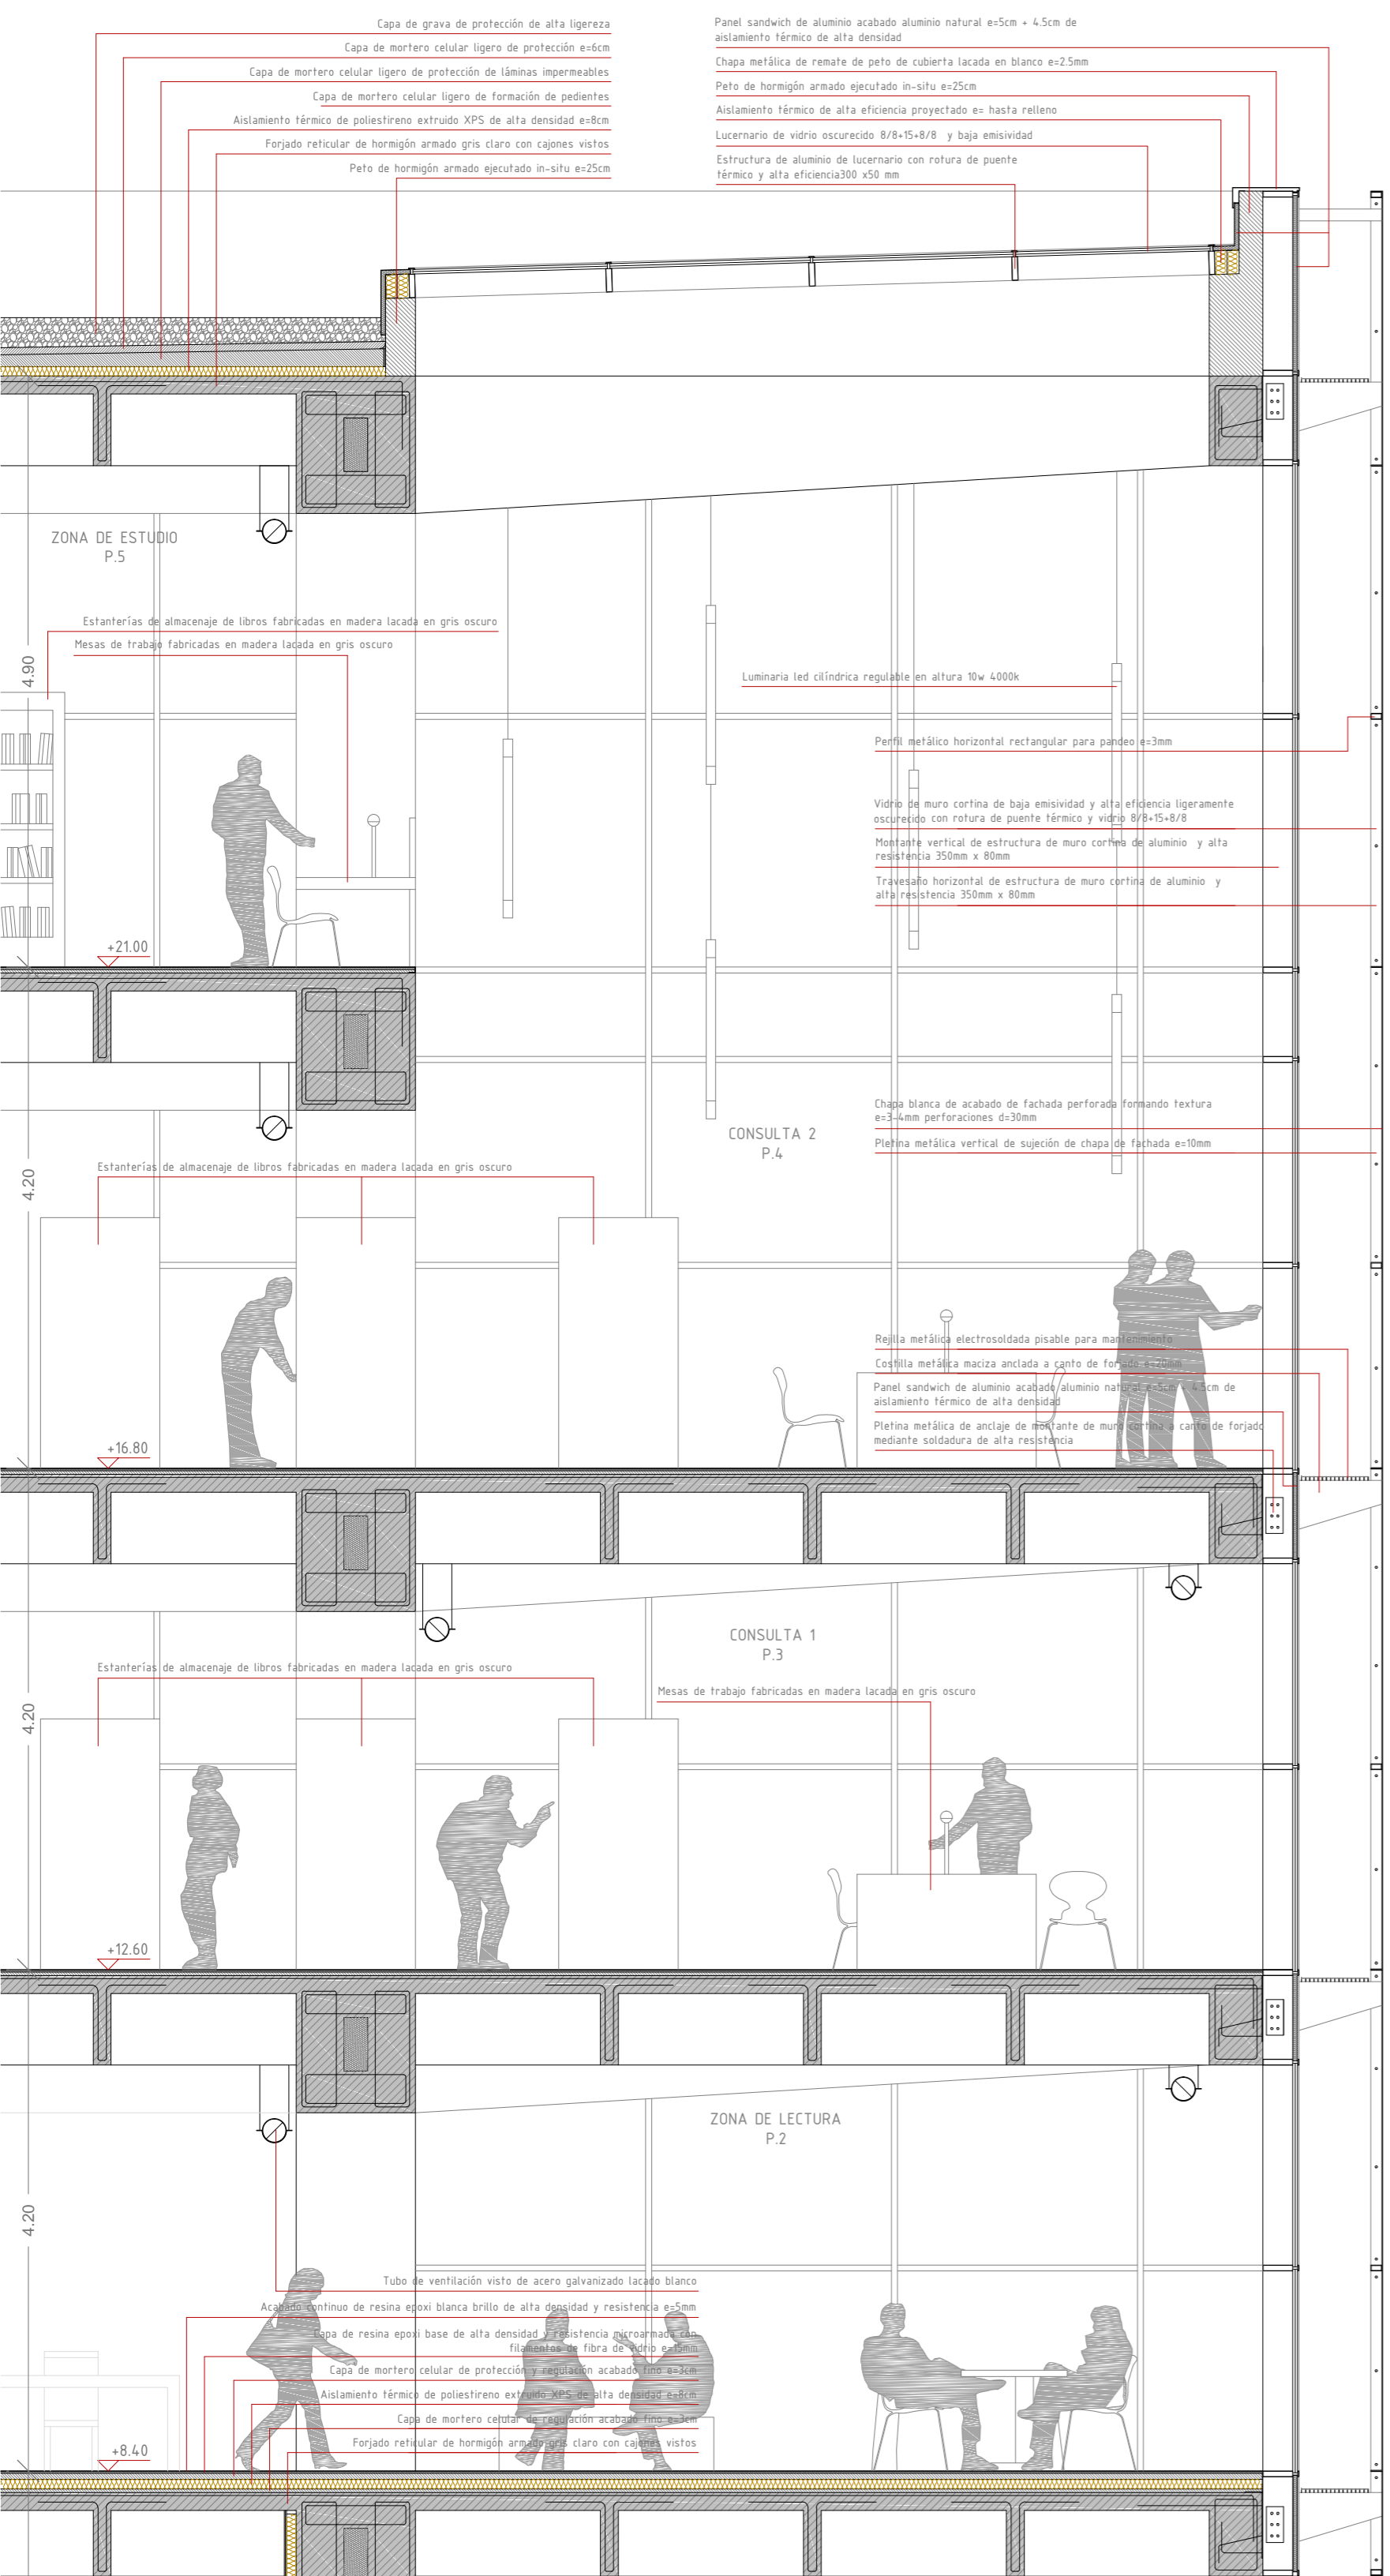 Capa de grava de protección de alta ligereza
Capa de mortero celular ligero de protección e=6cm
Capa de mortero celular ligero de protección de láminas impermeables
Capa de mortero celular ligero de formación de pedientes
Aislamiento térmico de poliestireno extruido XPS de alta densidad e=8cm
Forjado reticular de hormigón armado gris claro con cajones vistos
Peto de hormigón armado ejecutado in-situ e=25cm
Panel sandwich de aluminio acabado aluminio natural e=5cm + 4.5cm de
aislamiento térmico de alta densidad
Chapa metálica de remate de peto de cubierta lacada en blanco e=2.5mm
Peto de hormigón armado ejecutado in-situ e=25cm
Aislamiento térmico de alta eficiencia proyectado e= hasta relleno
Lucernario de vidrio oscurecido 8/8+15+8/8 y baja emisividad
Estructura de aluminio de lucernario con rotura de puente
térmico y alta eficiencia300 x50 mm
ZONA DE ESTUDIO
P.5
Estanterías de almacenaje de libros fabricadas en madera lacada en gris oscuro
Mesas de trabajo fabricadas en madera lacada en gris oscuro
4.90
Luminaria led cilíndrica regulable en altura 10w 4000k
Perfil metálico horizontal rectangular para pandeo e=3mm
Vidrio de muro cortina de baja emisividad y alta eficiencia ligeramente
oscurecido con rotura de puente térmico y vidrio 8/8+15+8/8
Montante vertical de estructura de muro cortina de aluminio y alta
resistencia 350mm x 80mm
Travesaño horizontal de estructura de muro cortina de aluminio y
alta resistencia 350mm x 80mm
+21.00
Chapa blanca de acabado de fachada perforada formando textura
e=3-4mm perforaciones d=30mm
Pletina metálica vertical de sujeción de chapa de fachada e=10mm
CONSULTA 2
P.4
4.20
Estanterías de almacenaje de libros fabricadas en madera lacada en gris oscuro
Rejilla metálica electrosoldada pisable para mantenimiento
Costilla metálica maciza anclada a canto de forjado e=20mm
Panel sandwich de aluminio acabado aluminio natural e=5cm + 4.5cm de
aislamiento térmico de alta densidad
Pletina metálica de anclaje de montante de muro cortina a canto de forjado
mediante soldadura de alta resistencia
+16.80
CONSULTA 1
P.3
4.20
Estanterías de almacenaje de libros fabricadas en madera lacada en gris oscuro
Mesas de trabajo fabricadas en madera lacada en gris oscuro
+12.60
ZONA DE LECTURA
P.2
4.20
Tubo de ventilación visto de acero galvanizado lacado blanco
Acabado continuo de resina epoxi blanca brillo de alta densidad y resistencia e=5mm
Capa de resina epoxi base de alta densidad y resistencia microarmada con
filamentos de fibra de vidrio e=15mm
Capa de mortero celular de protección y regulación acabado fino e=3cm
Aislamiento térmico de poliestireno extruido XPS de alta densidad e=8cm
Capa de mortero celular de regulación acabado fino e=3cm
Forjado reticular de hormigón armado gris claro con cajones vistos
+8.40